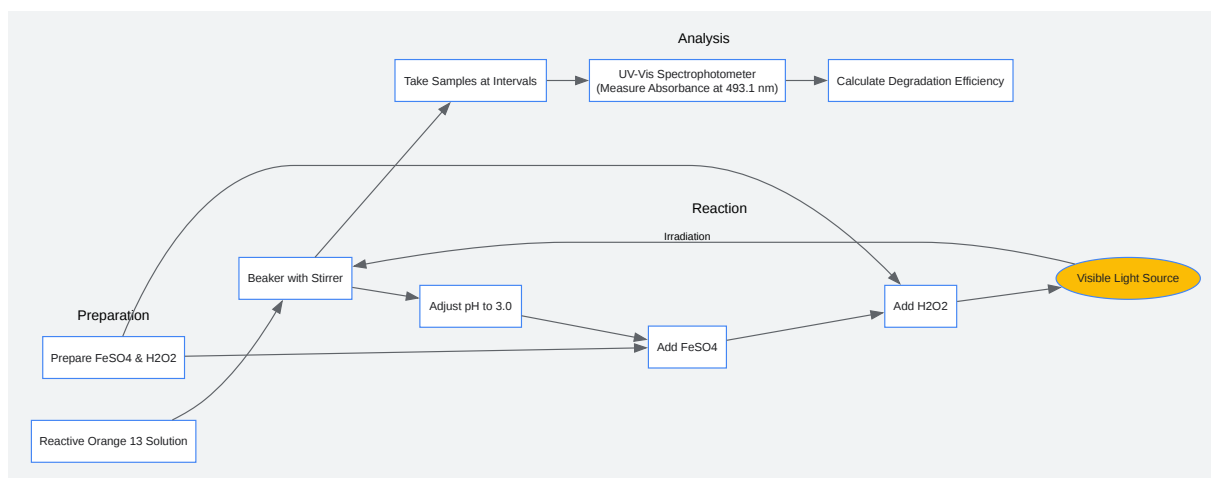 Analysis
Take Samples at Intervals
UV-Vis Spectrophotometer
(Measure Absorbance at 493.1 nm)
Calculate Degradation Efficiency
Reaction
Irradiation
Beaker with Stirrer
Visible Light Source
Adjust pH to 3.0
Add H2O2
Preparation
Add FeSO4
Prepare FeSO4 & H2O2
Reactive Orange 13 Solution